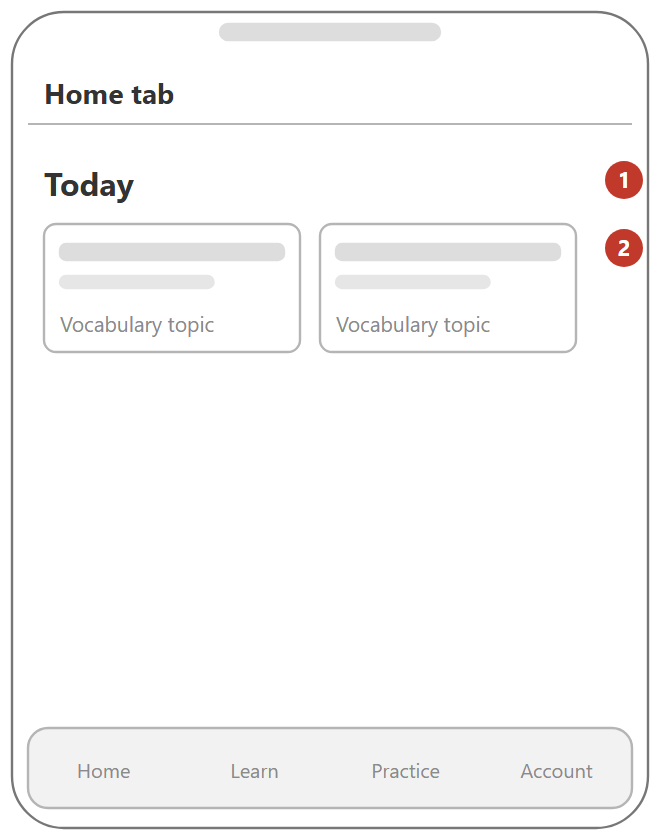 Home tab
Today
1
2
Vocabulary topic
Vocabulary topic
Home
Learn
Practice
Account